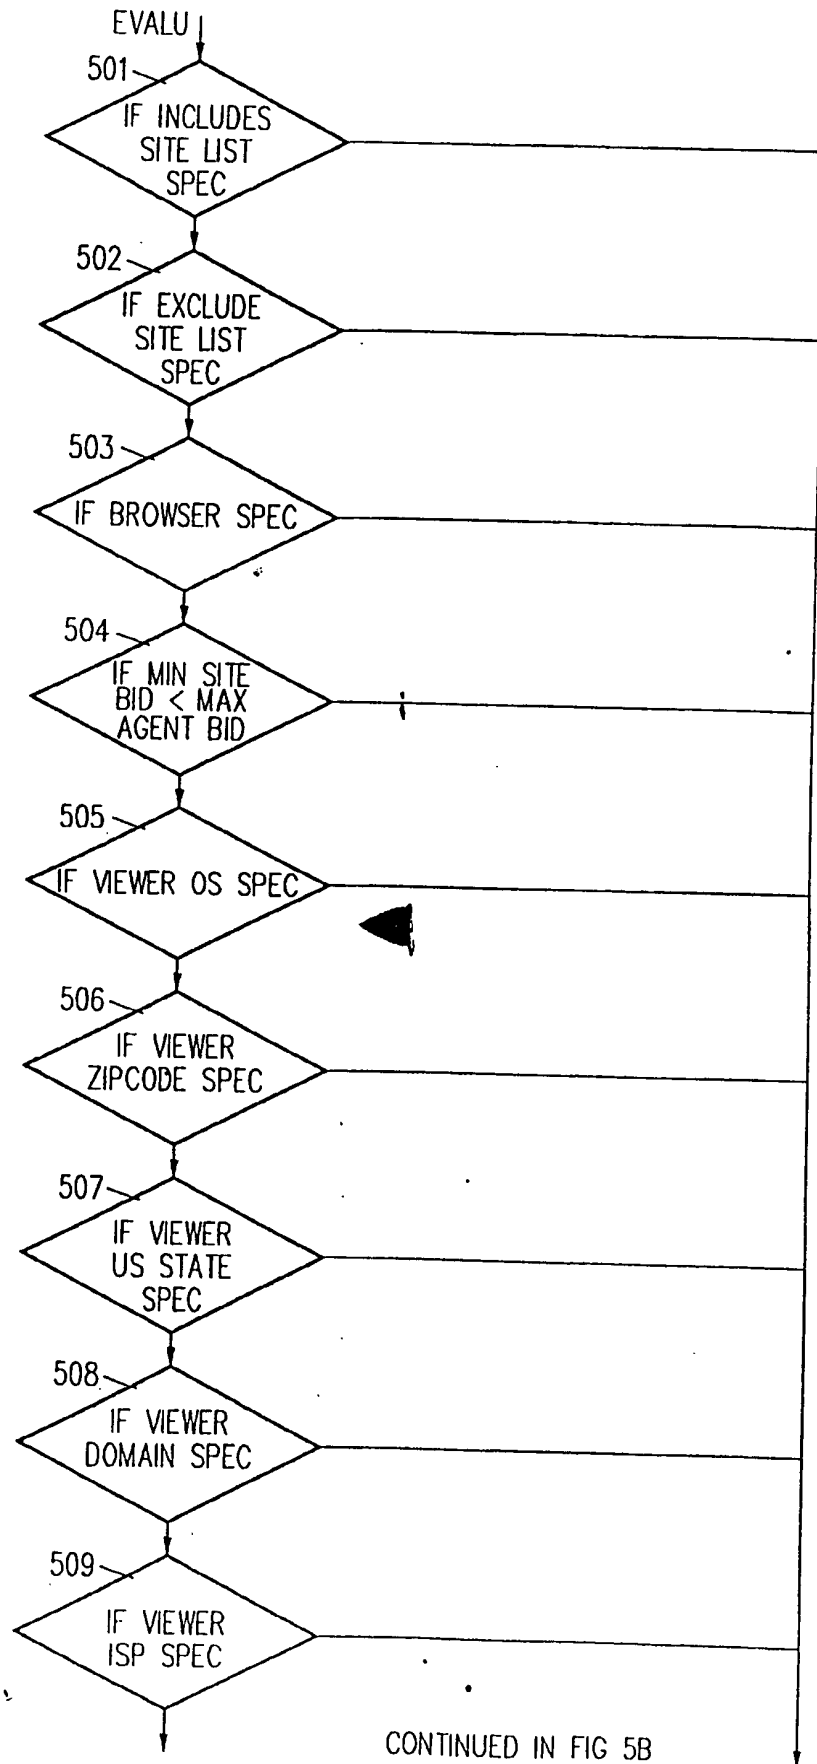 EVALU
501
IF INCLUDES
SITE LIST
SPEC
502
IF EXCLUDE
SITE LIST
SPEC
503
IF BROWSER SPEC
504
IF MIN SITE
BID < MAX
AGENT BID
505
IF VIEWER OS SPEC
506
IF VIEWER
ZIPCODE SPEC
507
IF VIEWER
US STATE
SPEC
508
IF VIEWER
DOMAIN SPEC
509
IF VIEWER
ISP SPEC
CONTINUED IN FIG 5B